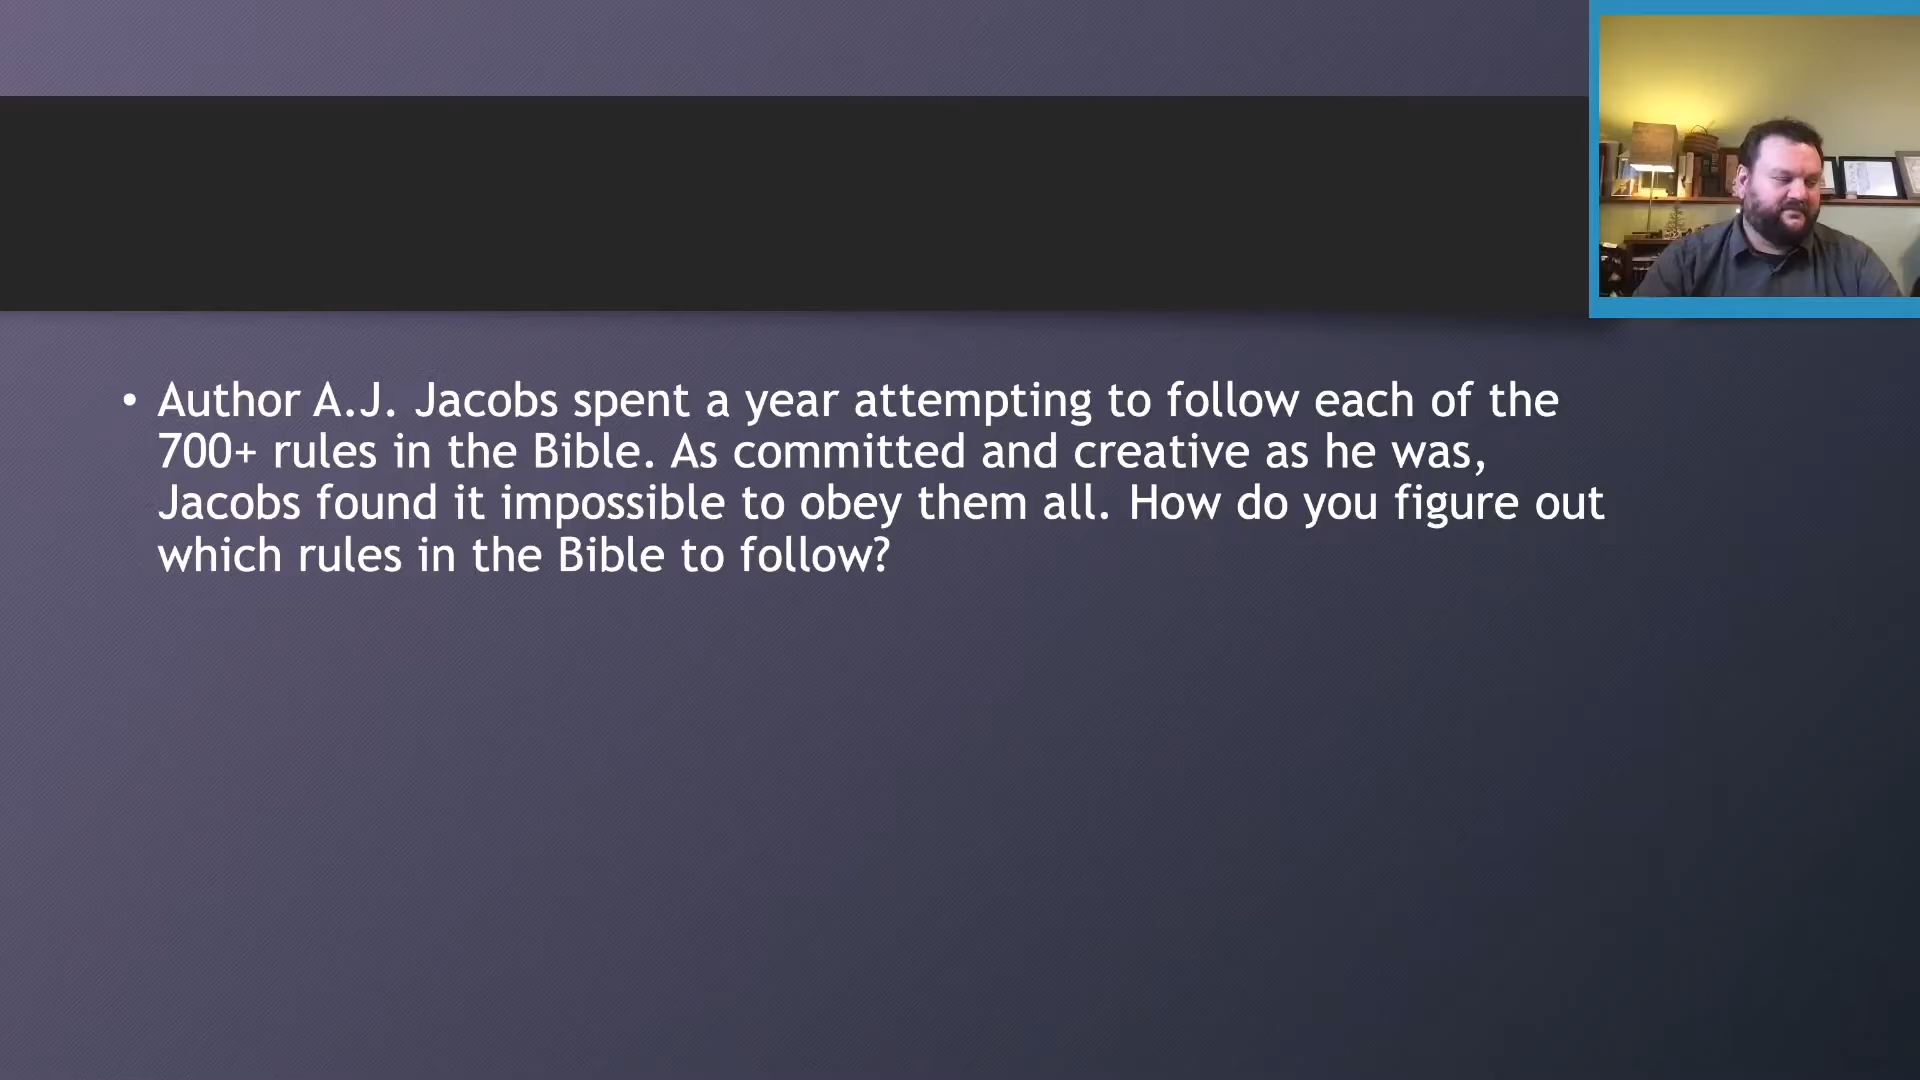 • Author A.J. Jacobs spent a year attempting to follow each of the
700+ rules in the Bible. As committed and creative as he was,
Jacobs found it impossible to obey them all. How do you figure out
which rules in the Bible to follow?